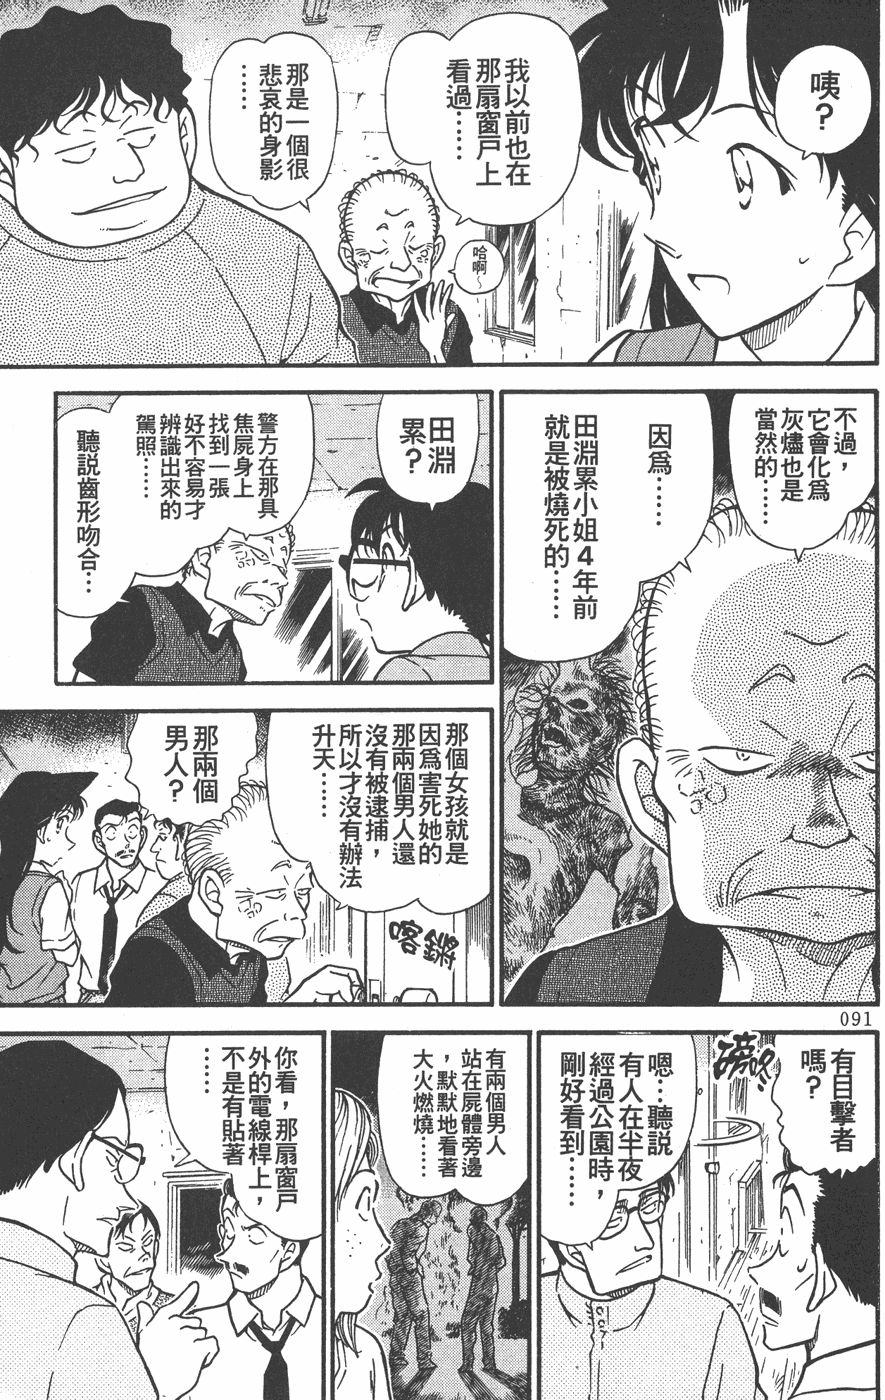 咦？
我以前也在
那扇窗戸上
看過……
哈啊～
那是一個很
悲哀的身影
……
不過，
它會化爲
灰燼也是
當然的…
因爲……
田淵累小姐4年前
就是被燒死的……
田淵
累？
警方在那具
焦屍身上
找到一張
好不容易才
辨識出來的
駕照……
聽説齒形吻合…
那個女孩就是
因爲害死她的
那兩個男人還
沒有被逮捕，
所以才沒有辦法
升天……
那兩個
男人？
喀鏘
091
有目擊者
嗎？
磅咚
嗯…聽説
有人在半夜
經過公園時，
剛好看到……
有兩個男人
站在屍體旁邊
，默默地看著
大火燃燒……
你看，那扇窗戸
外的電線桿上，
不是有貼著
……